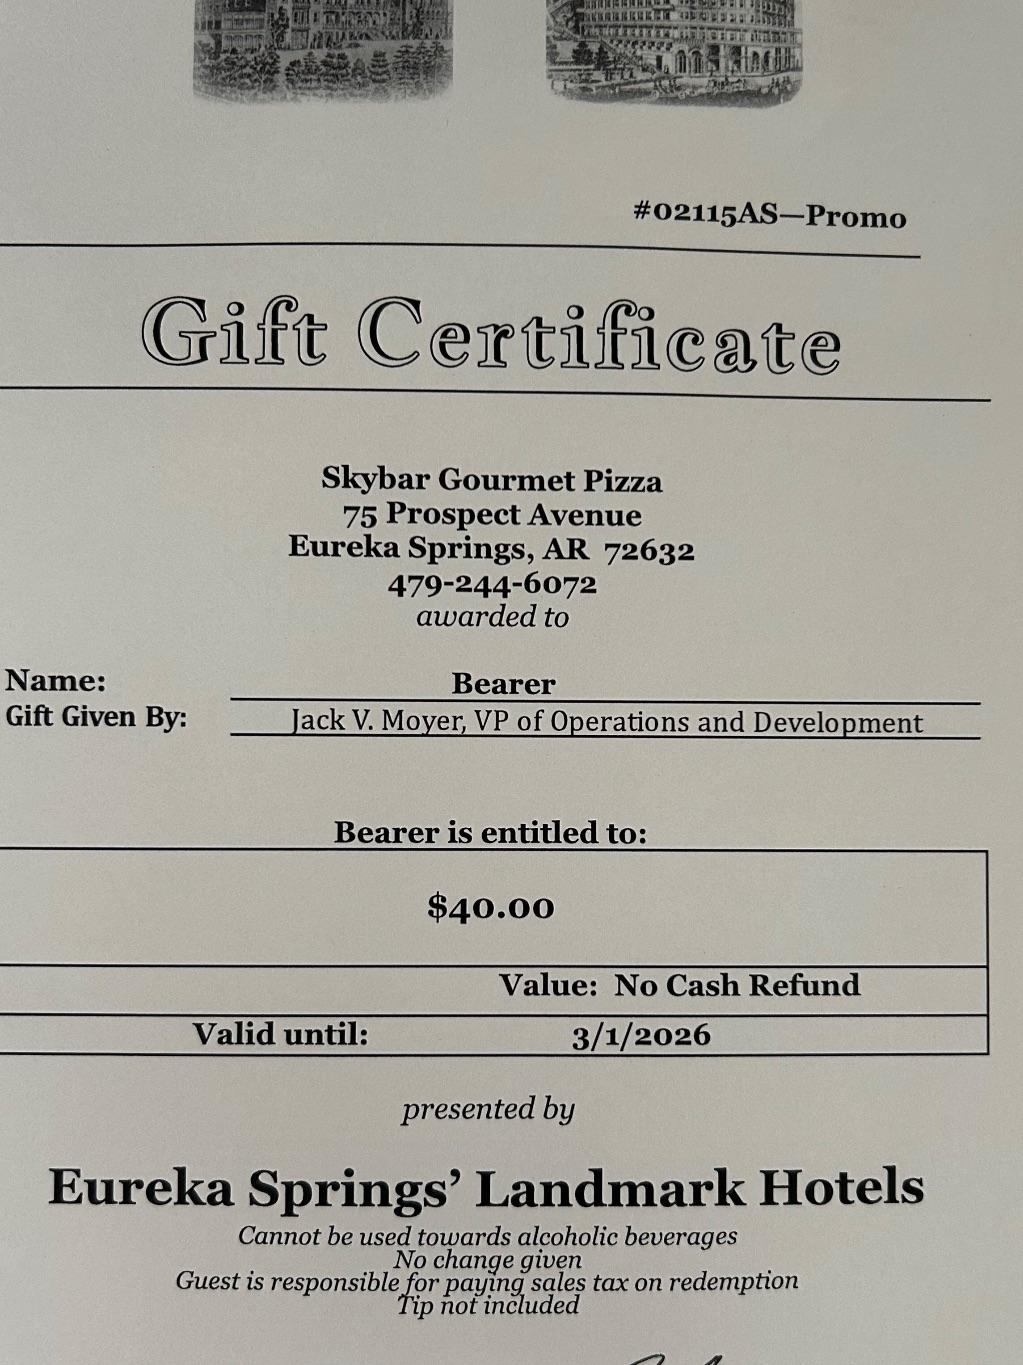 #02115AS—Promo
Gift Certificate
Skybar Gourmet Pizza
75 Prospect Avenue
Eureka Springs, AR  72632
479-244-6072
awarded to
Name: Bearer
Gift Given By: Jack V. Moyer, VP of Operations and Development
Bearer is entitled to:
$40.00
Value:  No Cash Refund
Valid until: 3/1/2026
presented by
Eureka Springs’ Landmark Hotels
Cannot be used towards alcoholic beverages
No change given
Guest is responsible for paying sales tax on redemption
Tip not included